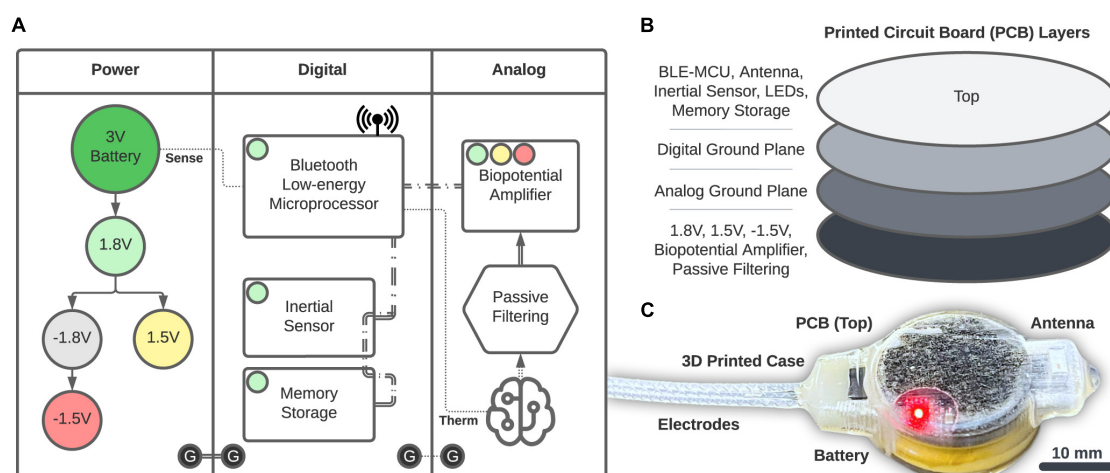 A
Power
Digital
Analog
3V
Battery
Sense
1.8V
-1.8V
1.5V
-1.5V
Bluetooth
Low-energy
Microprocessor
Inertial
Sensor
Memory
Storage
Biopotential
Amplifier
Passive
Filtering
Therm
G
G
G
G
B
Printed Circuit Board (PCB) Layers
BLE-MCU, Antenna,
Inertial Sensor, LEDs,
Memory Storage
Digital Ground Plane
Analog Ground Plane
1.8V, 1.5V, -1.5V,
Biopotential Amplifier,
Passive Filtering
Top
C
PCB (Top)
Antenna
3D Printed Case
Electrodes
Battery
10 mm